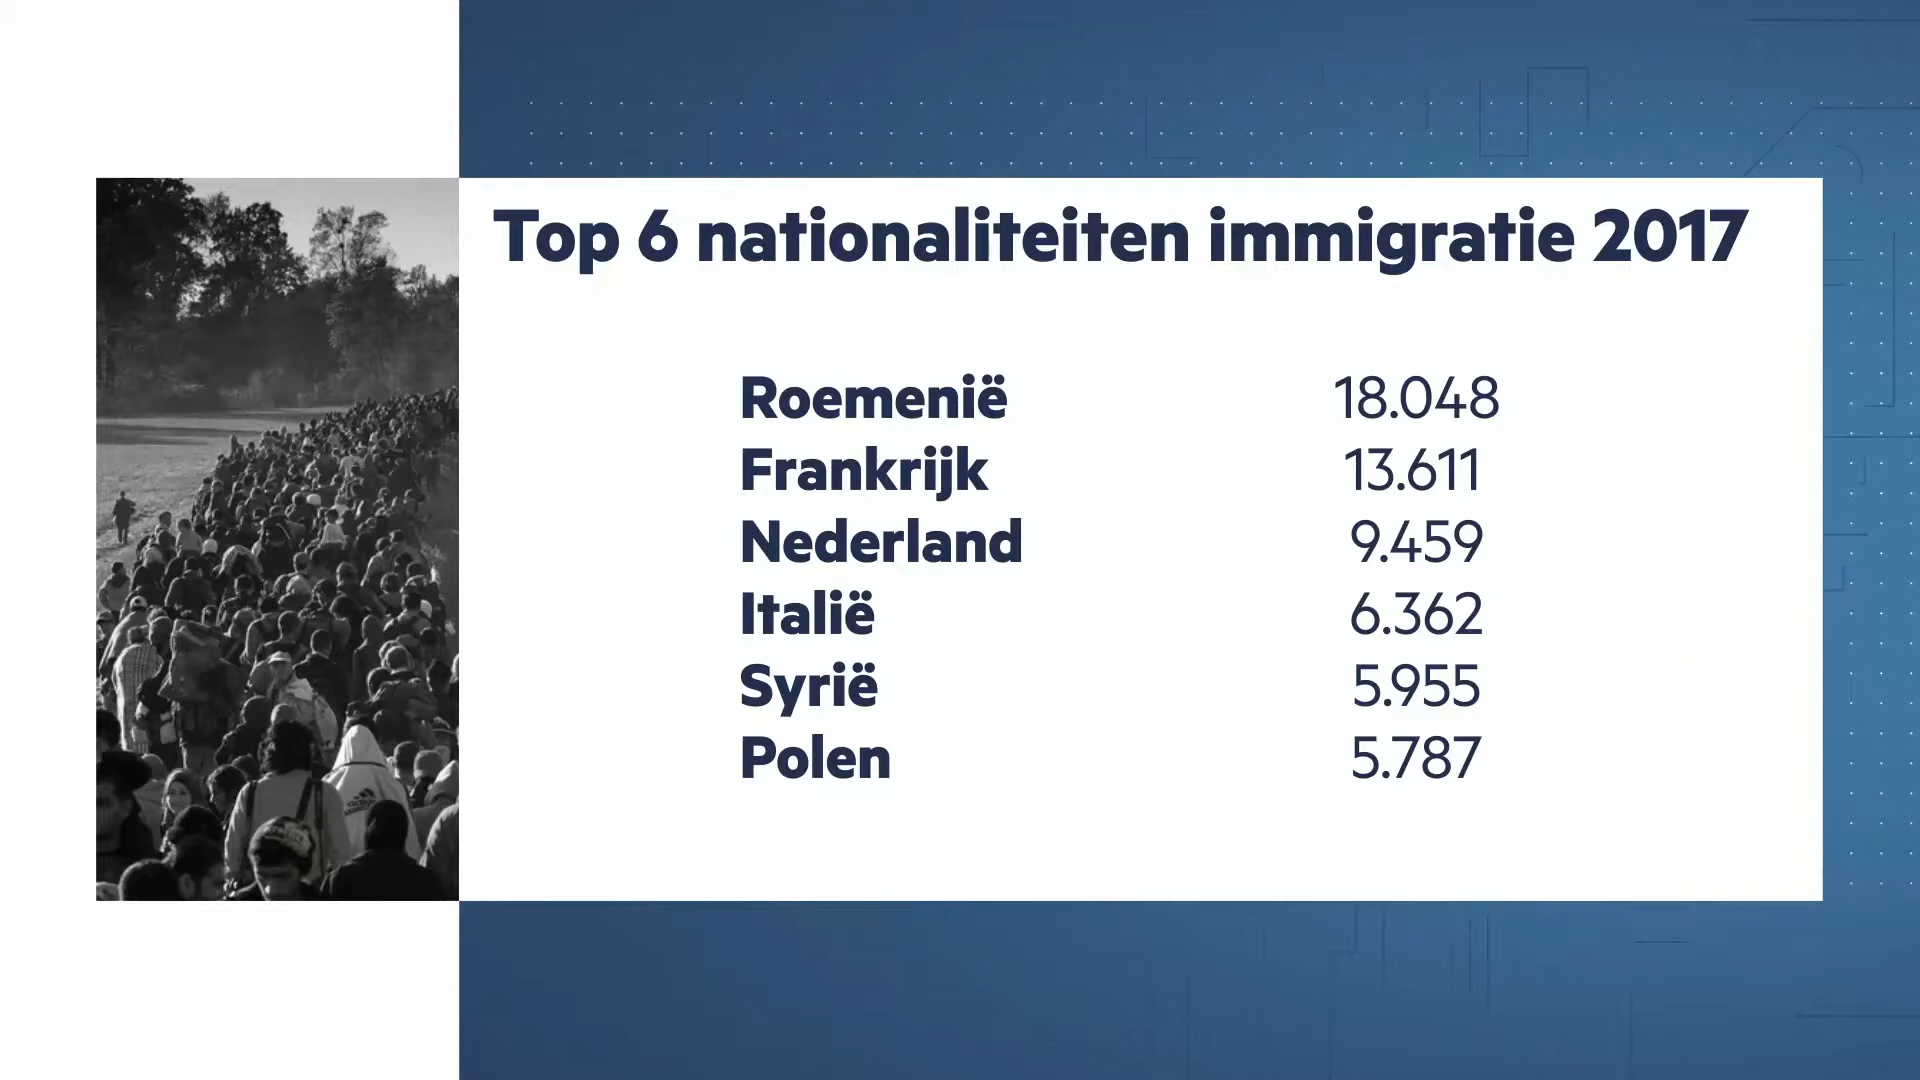 Top 6 nationaliteiten immigratie 2017
Roemenië 18.048
Frankrijk 13.611
Nederland 9.459
Italië 6.362
Syrië 5.955
Polen 5.787
adidas